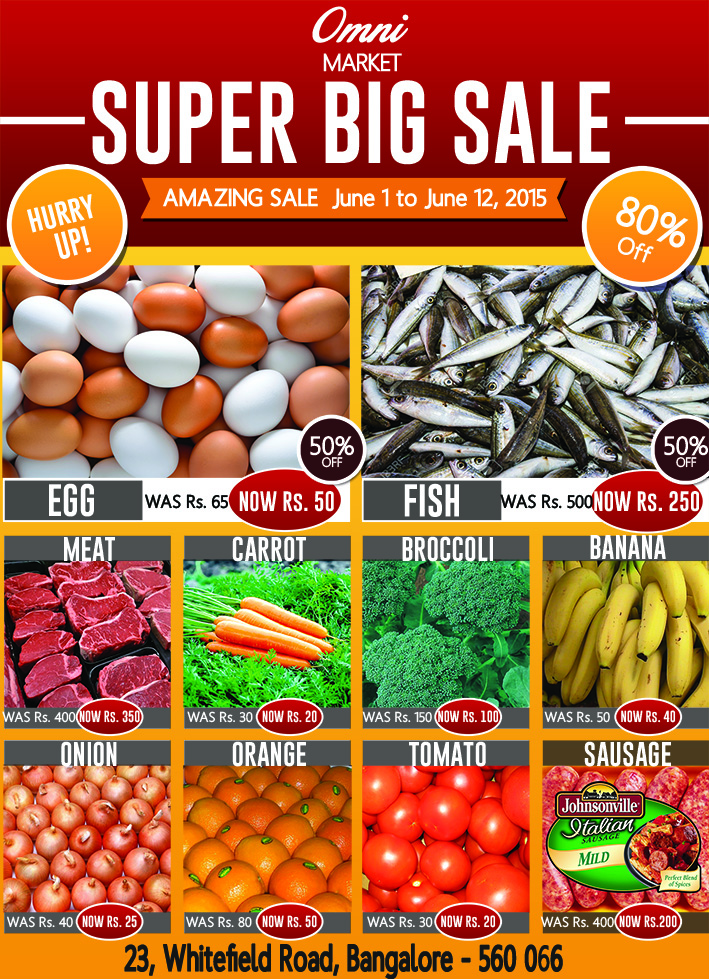 Omni
MARKET
SUPER BIG SALE
HURRY
UP!
AMAZING SALE June 1 to June 12, 2015
80%
Off
50%
OFF
50%
OFF
EGG WAS Rs. 65 NOW Rs. 50
FISH WAS Rs. 500 NOW Rs. 250
MEAT CARROT BROCCOLI BANANA
WAS Rs. 400 NOW Rs. 350 WAS Rs. 30 NOW Rs. 20 WAS Rs. 150 NOW Rs. 100 WAS Rs. 50 NOW Rs. 40
ONION ORANGE TOMATO SAUSAGE
Johnsonville
Italian
SAUSAGE
MILD
Perfect Blend
of Spices
WAS Rs. 40 NOW Rs. 25 WAS Rs. 80 NOW Rs. 50 WAS Rs. 30 NOW Rs. 20 WAS Rs. 400 NOW Rs.200
23, Whitefield Road, Bangalore - 560 066